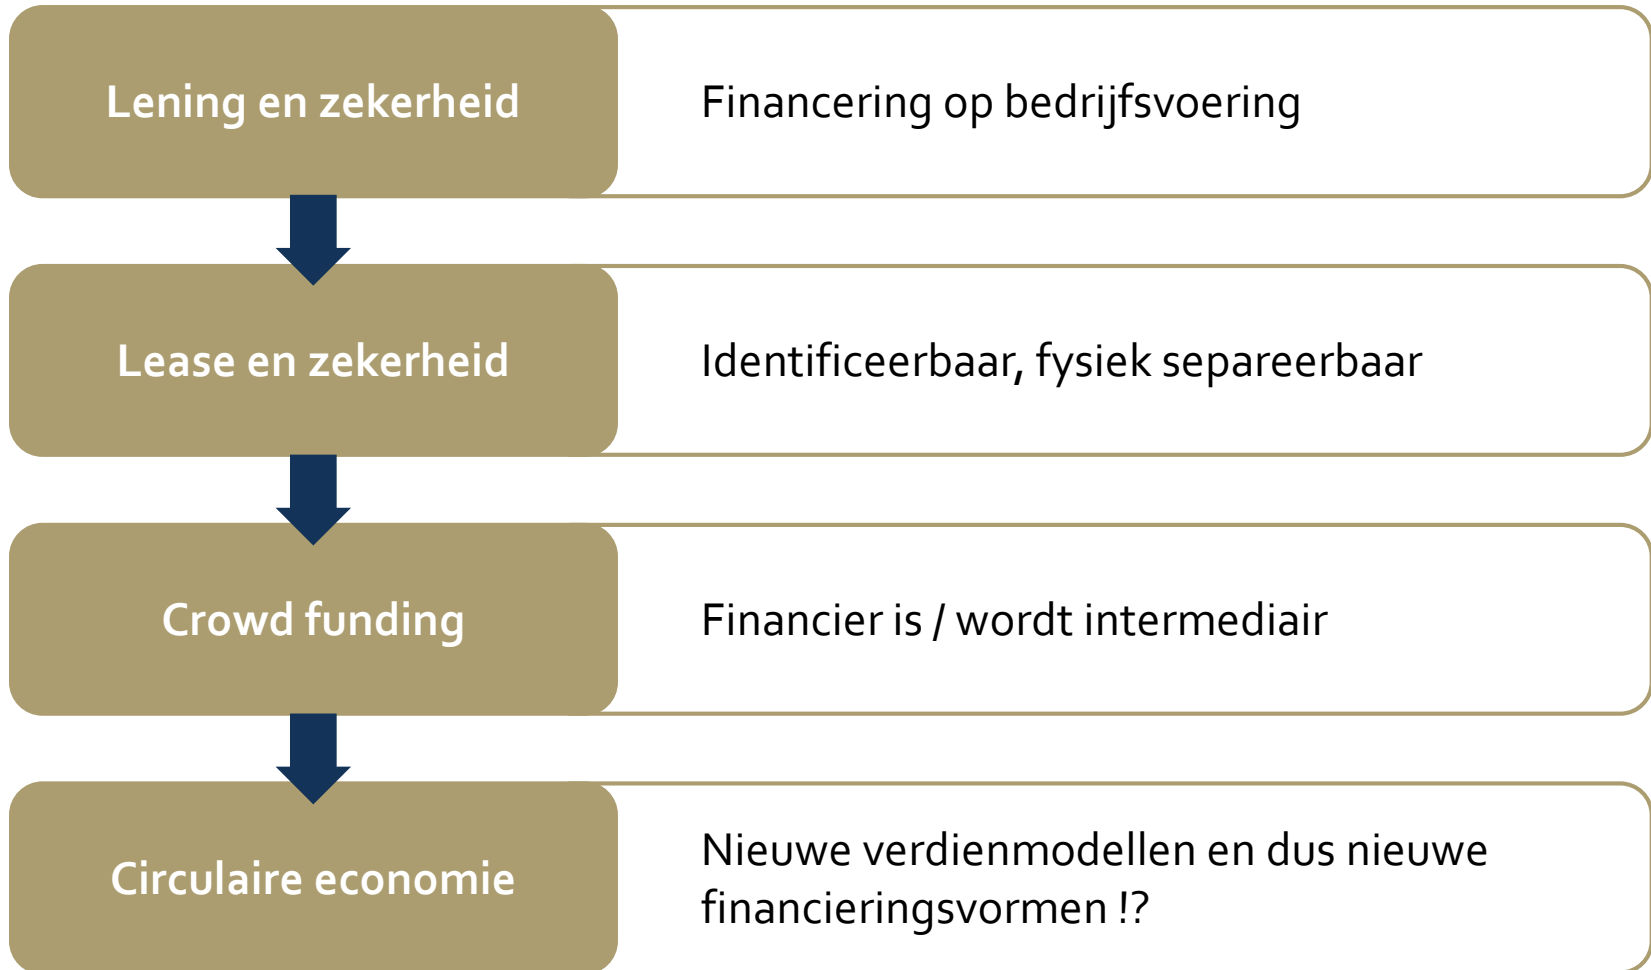 Lening en zekerheid
Financering op bedrijfsvoering
Lease en zekerheid
Identificeerbaar, fysiek separeerbaar
Crowd funding
Financier is / wordt intermediair
Circulaire economie
Nieuwe verdienmodellen en dus nieuwe
financieringsvormen !?